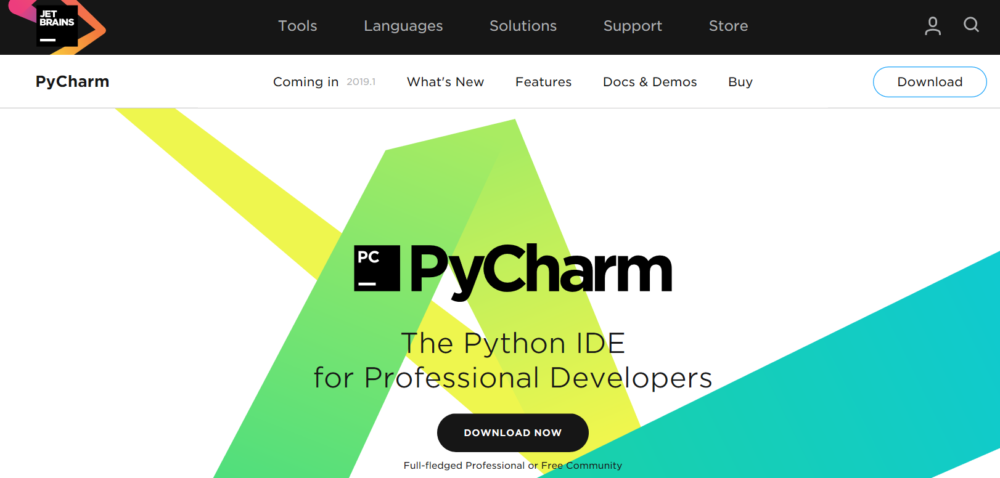 JET
BRAINS
Tools Languages Solutions Support Store
PyCharm Coming in 2019.1 What's New Features Docs & Demos Buy Download
PC PyCharm
The Python IDE
for Professional Developers
DOWNLOAD NOW
Full-fledged Professional or Free Community